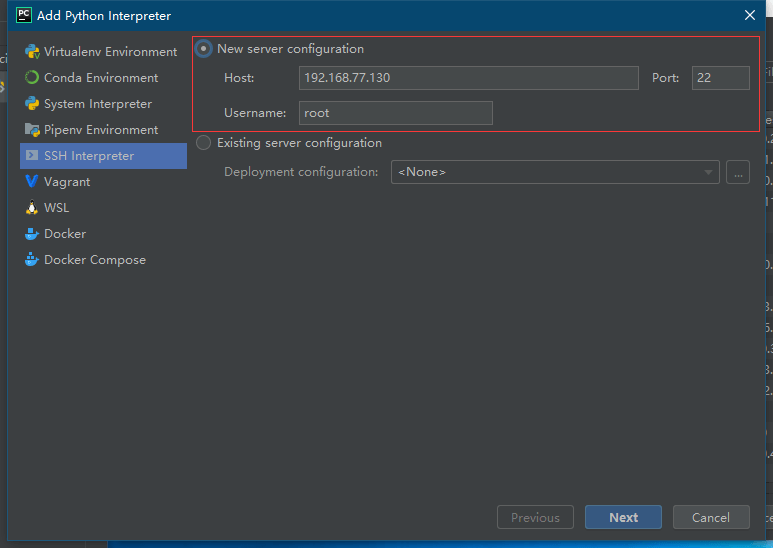 PC Add Python Interpreter
Virtualenv Environment
Conda Environment
System Interpreter
Pipenv Environment
SSH Interpreter
Vagrant
WSL
Docker
Docker Compose
New server configuration
Host: 192.168.77.130 Port: 22
Username: root
Existing server configuration
Deployment configuration: <None> ...
Previous Next Cancel